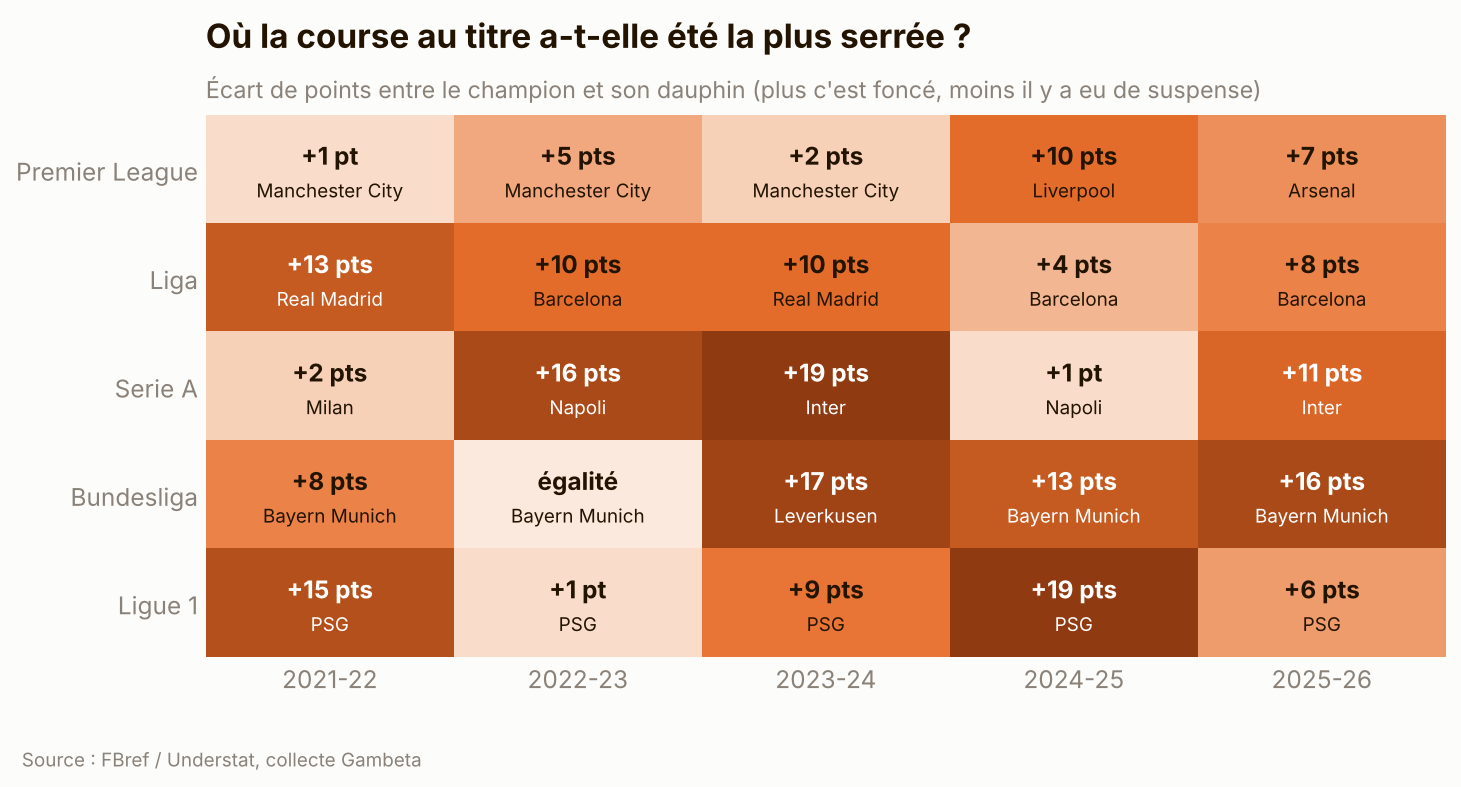 Où la course au titre a-t-elle été la plus serrée ?
Écart de points entre le champion et son dauphin (plus c'est foncé, moins il y a eu de suspense)
Premier League
+1 pt
Manchester City
+5 pts
Manchester City
+2 pts
Manchester City
+10 pts
Liverpool
+7 pts
Arsenal
Liga
+13 pts
Real Madrid
+10 pts
Barcelona
+10 pts
Real Madrid
+4 pts
Barcelona
+8 pts
Barcelona
Serie A
+2 pts
Milan
+16 pts
Napoli
+19 pts
Inter
+1 pt
Napoli
+11 pts
Inter
Bundesliga
+8 pts
Bayern Munich
égalité
Bayern Munich
+17 pts
Leverkusen
+13 pts
Bayern Munich
+16 pts
Bayern Munich
Ligue 1
+15 pts
PSG
+1 pt
PSG
+9 pts
PSG
+19 pts
PSG
+6 pts
PSG
2021-22
2022-23
2023-24
2024-25
2025-26
Source : FBref / Understat, collecte Gambeta